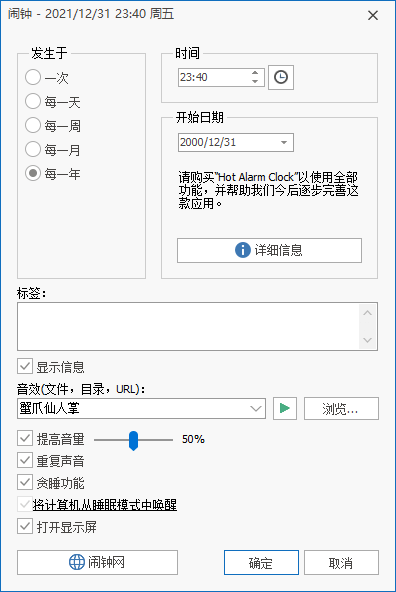 闹钟 - 2021/12/31 23:40 周五
发生于
一次
每一天
每一周
每一月
每一年
时间
23:40
开始日期
2000/12/31
请购买"Hot Alarm Clock"以使用全部
功能，并帮助我们今后逐步完善这
款应用。
详细信息
标签：
显示信息
音效(文件，目录，URL)：
蟹爪仙人掌
浏览...
提高音量
50%
重复声音
贪睡功能
将计算机从睡眠模式中唤醒
打开显示屏
闹钟网
确定
取消